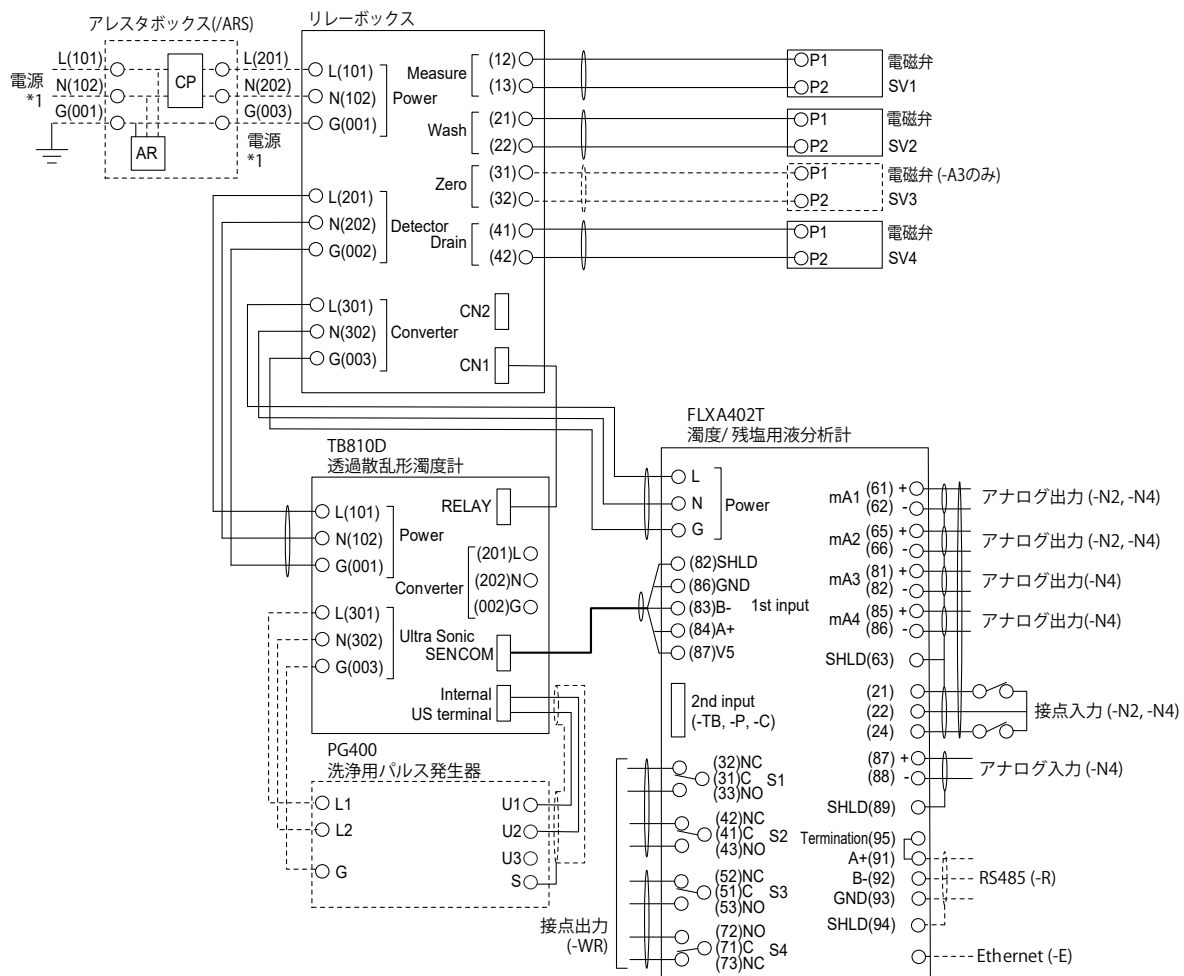 アレスタボックス(/ARS)
電源
*1
L(101)
N(102)
G(001)
CP
AR
L(201)
N(202)
G(003)
電源
*1
リレーボックス
L(101)
N(102)
G(001)
Power
L(201)
N(202)
G(002)
Detector
L(301)
N(302)
G(003)
Converter
Measure
(12)
(13)
Wash
(21)
(22)
Zero
(31)
(32)
Drain
(41)
(42)
CN2
CN1
P1
P2
電磁弁
SV1
P1
P2
電磁弁
SV2
P1
P2
電磁弁 (-A3のみ)
SV3
P1
P2
電磁弁
SV4
TB810D
透過散乱形濁度計
L(101)
N(102)
G(001)
Power
L(301)
N(302)
G(003)
RELAY
Converter
(201)L
(202)N
(002)G
Ultra Sonic
SENCOM
Internal
US terminal
PG400
洗浄用パルス発生器
L1
L2
G
U1
U2
U3
S
FLXA402T
濁度/ 残塩用液分析計
L
N
G
Power
(82)SHLD
(86)GND
(83)B-
(84)A+
(87)V5
1st input
2nd input
(-TB, -P, -C)
(32)NC
(31)C
(33)NO
S1
(42)NC
(41)C
(43)NO
S2
(52)NC
(51)C
(53)NO
S3
(72)NO
(71)C
(73)NC
S4
接点出力
(-WR)
mA1 (61) +
(62) -
アナログ出力 (-N2, -N4)
mA2 (65) +
(66) -
アナログ出力 (-N2, -N4)
mA3 (81) +
(82) -
アナログ出力(-N4)
mA4 (85) +
(86) -
アナログ出力(-N4)
SHLD(63)
(21)
(22)
(24)
接点入力 (-N2, -N4)
(87) +
(88) -
アナログ入力 (-N4)
SHLD(89)
Termination(95)
A+(91)
B-(92)
GND(93)
SHLD(94)
RS485 (-R)
Ethernet (-E)